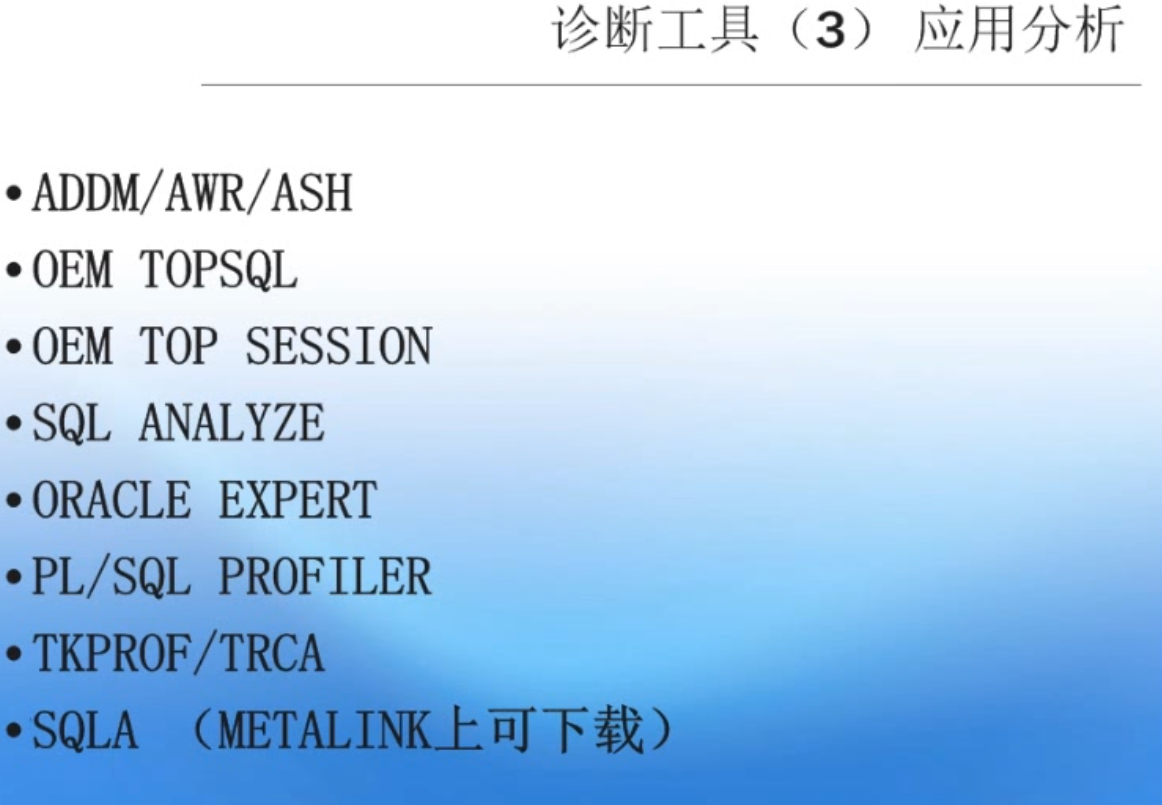 诊断工具（3） 应用分析
•ADDM/AWR/ASH
•OEM TOPSQL
•OEM TOP SESSION
•SQL ANALYZE
•ORACLE EXPERT
•PL/SQL PROFILER
•TKPROF/TRCA
•SQLA （METALINK上可下载）